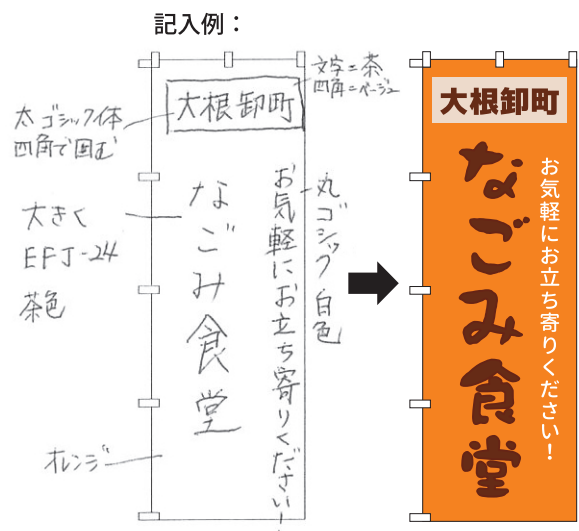 記入例：
文字＝茶
四角＝ベージュ
大根卸町
太ゴシック体
四角で囲む
お気軽にお立ち寄りください！
丸ゴシック 白色
なごみ食堂
大きく
EFJ-24
茶色
オレンジ
大根卸町
お気軽にお立ち寄りください！
なごみ食堂